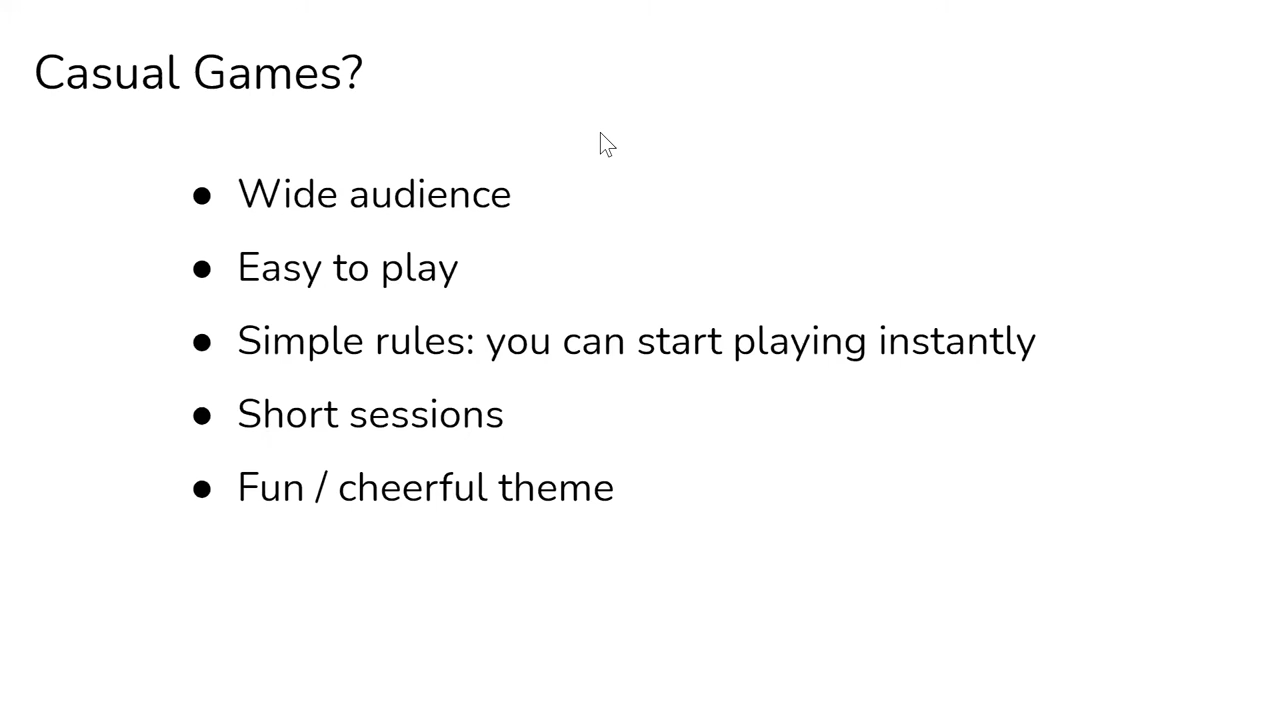 Casual Games?
● Wide audience
● Easy to play
● Simple rules: you can start playing instantly
● Short sessions
● Fun / cheerful theme